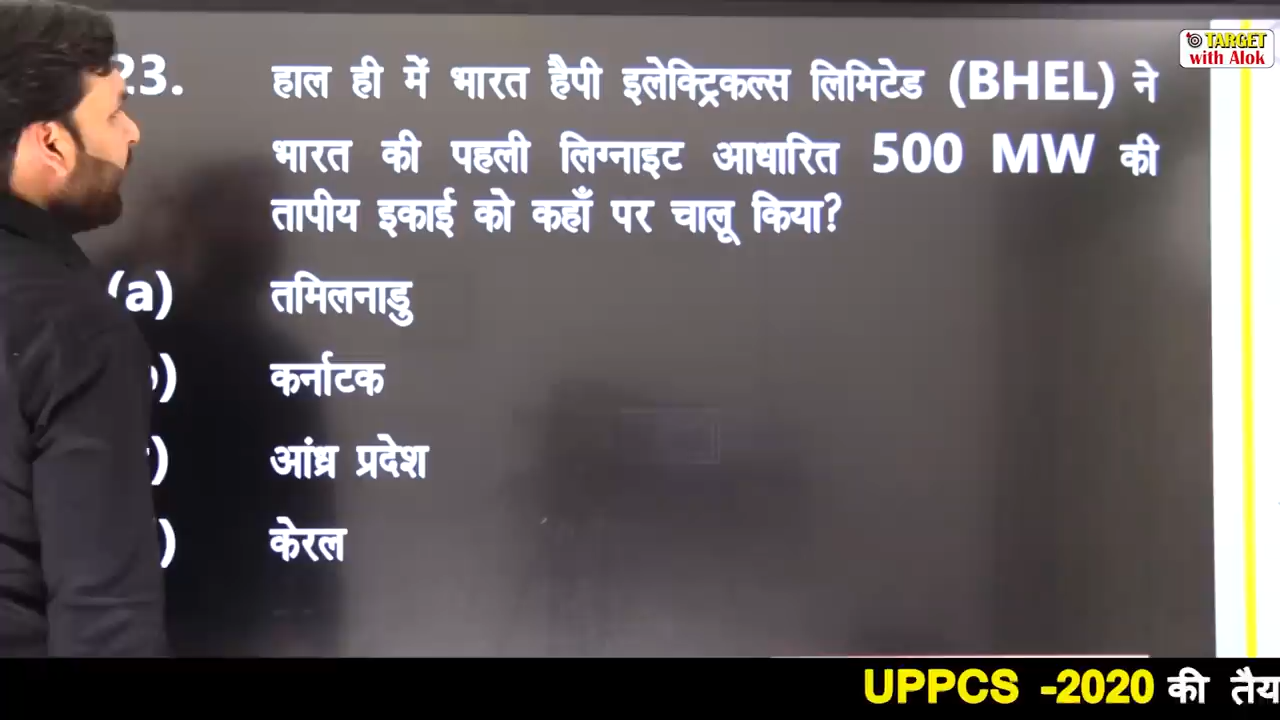 TARGET
with Alok
23. हाल ही में भारत हैपी इलेक्ट्रिकल्स लिमिटेड (BHEL) ने
भारत की पहली लिग्नाइट आधारित 500 MW की
तापीय इकाई को कहाँ पर चालू किया?
(a) तमिलनाडु
) कर्नाटक
) आंध्र प्रदेश
) केरल
UPPCS -2020 की